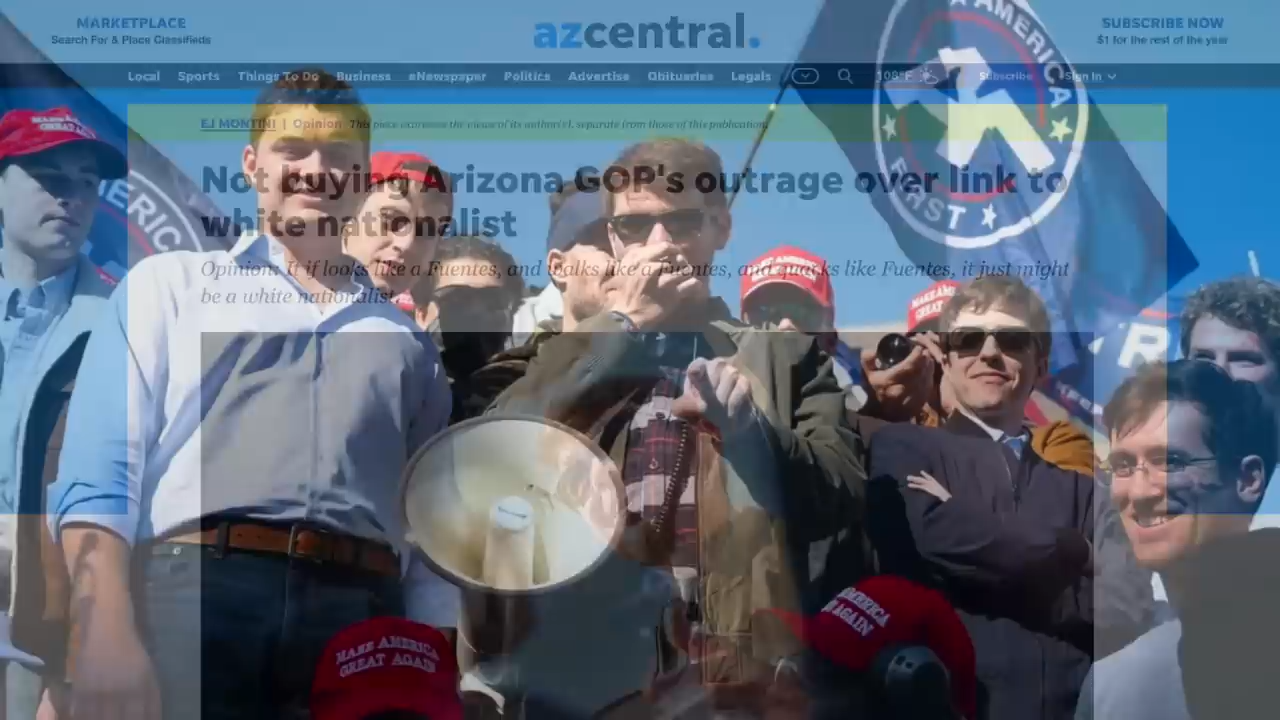 MARKETPLACE
Search For & Place Classifieds
azcentral.
SUBSCRIBE NOW
$1 for the rest of the year
Local Sports Things To Do Business eNewspaper Politics Advertise Obituaries Legals 108°F Subscribe Sign In
EJ MONTINI | Opinion This piece expresses the views of its author(s), separate from those of this publication.
Not buying Arizona GOP's outrage over link to
white nationalist
Opinion: It if looks like a Fuentes, and walks like a Fuentes, and quacks like Fuentes, it just might
be a white nationalist.
AMERICA
FIRST
ERIC
MAKE AMERICA
GREAT AGAIN
MAKE AMERICA
GREAT
MAKE AMERICA
GREAT AGAIN
AMERICA
AGAIN